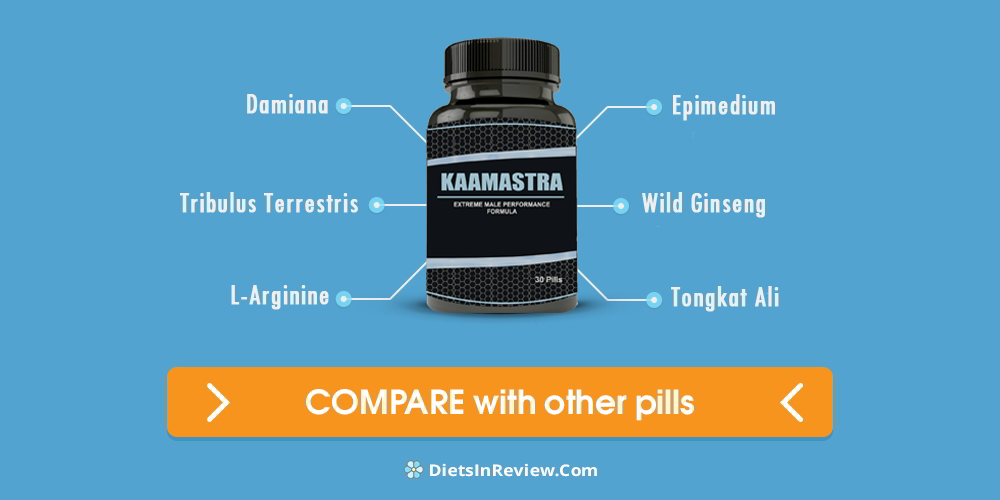 Damiana
Epimedium
KAAMASTRA
EXTREME MALE PERFORMANCE
FORMULA
Tribulus Terrestris
Wild Ginseng
30 Pills
L-Arginine
Tongkat Ali
COMPARE with other pills
DietsInReview.Com